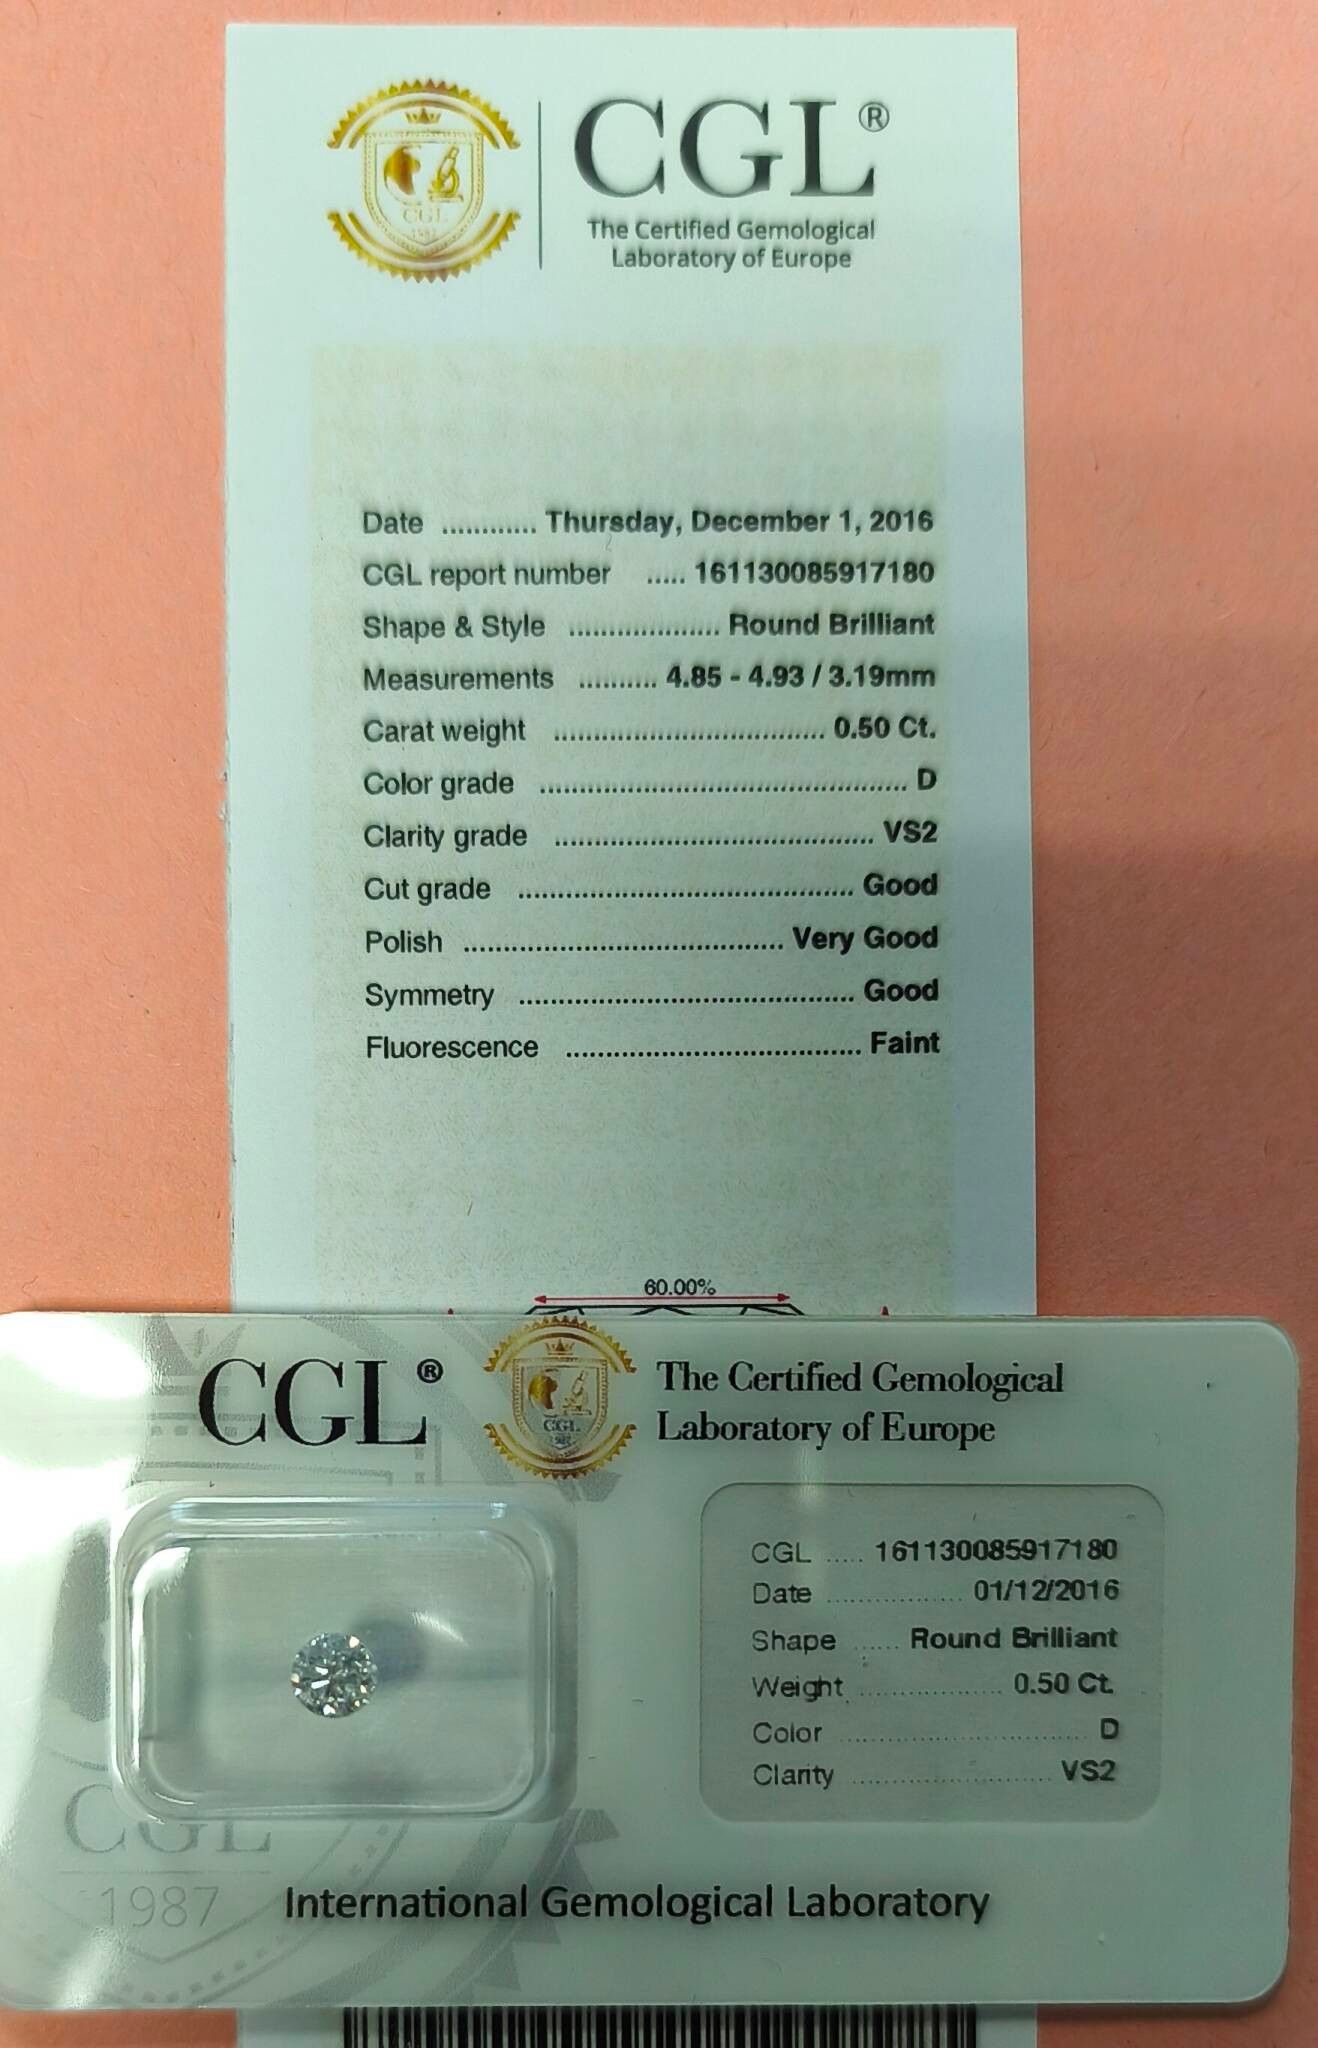 CGL®
The Certified Gemological
Laboratory of Europe
CGL
1987
Date ............ Thursday, December 1, 2016
CGL report number ..... 161130085917180
Shape & Style ................... Round Brilliant
Measurements .......... 4.85 - 4.93 / 3.19mm
Carat weight .................................. 0.50 Ct.
Color grade .............................................. D
Clarity grade ........................................ VS2
Cut grade .......................................... Good
Polish ........................................ Very Good
Symmetry .......................................... Good
Fluorescence ..................................... Faint
60.00%
CGL®
CGL
1987
The Certified Gemological
Laboratory of Europe
CGL ..... 161130085917180
Date ................. 01/12/2016
Shape ...... Round Brilliant
Weight .................. 0.50 Ct.
Color ............................... D
Clarity ......................... VS2
CGL
1987
International Gemological Laboratory